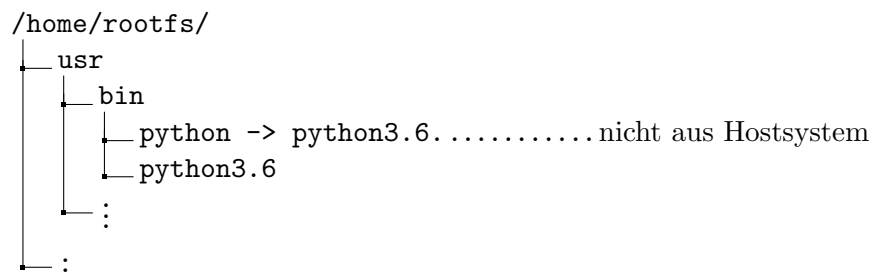 /home/rootfs/
usr
bin
python -> python3.6.............nicht aus Hostsystem
python3.6
⋮
: